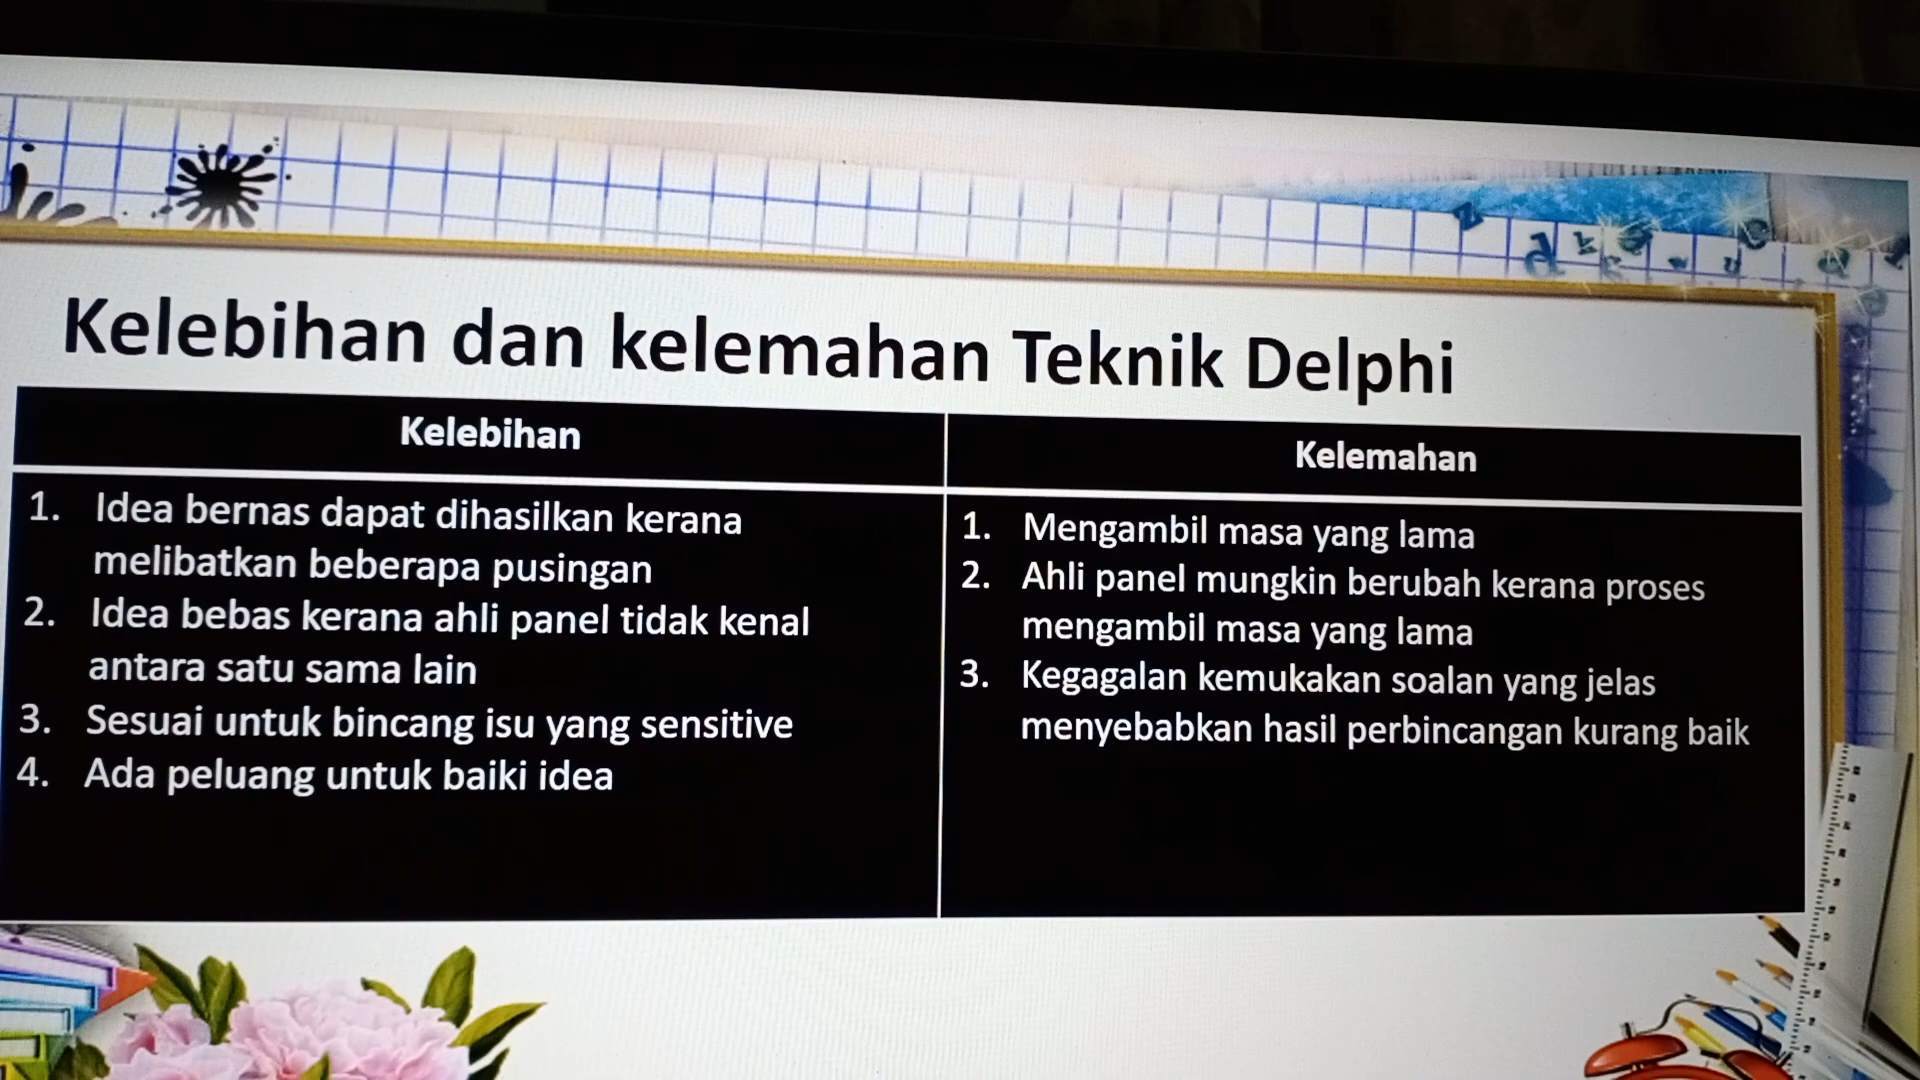 Kelebihan dan kelemahan Teknik Delphi
Kelebihan
1. Idea bernas dapat dihasilkan kerana
melibatkan beberapa pusingan
2. Idea bebas kerana ahli panel tidak kenal
antara satu sama lain
3. Sesuai untuk bincang isu yang sensitive
4. Ada peluang untuk baiki idea
Kelemahan
1. Mengambil masa yang lama
2. Ahli panel mungkin berubah kerana proses
mengambil masa yang lama
3. Kegagalan kemukakan soalan yang jelas
menyebabkan hasil perbincangan kurang baik